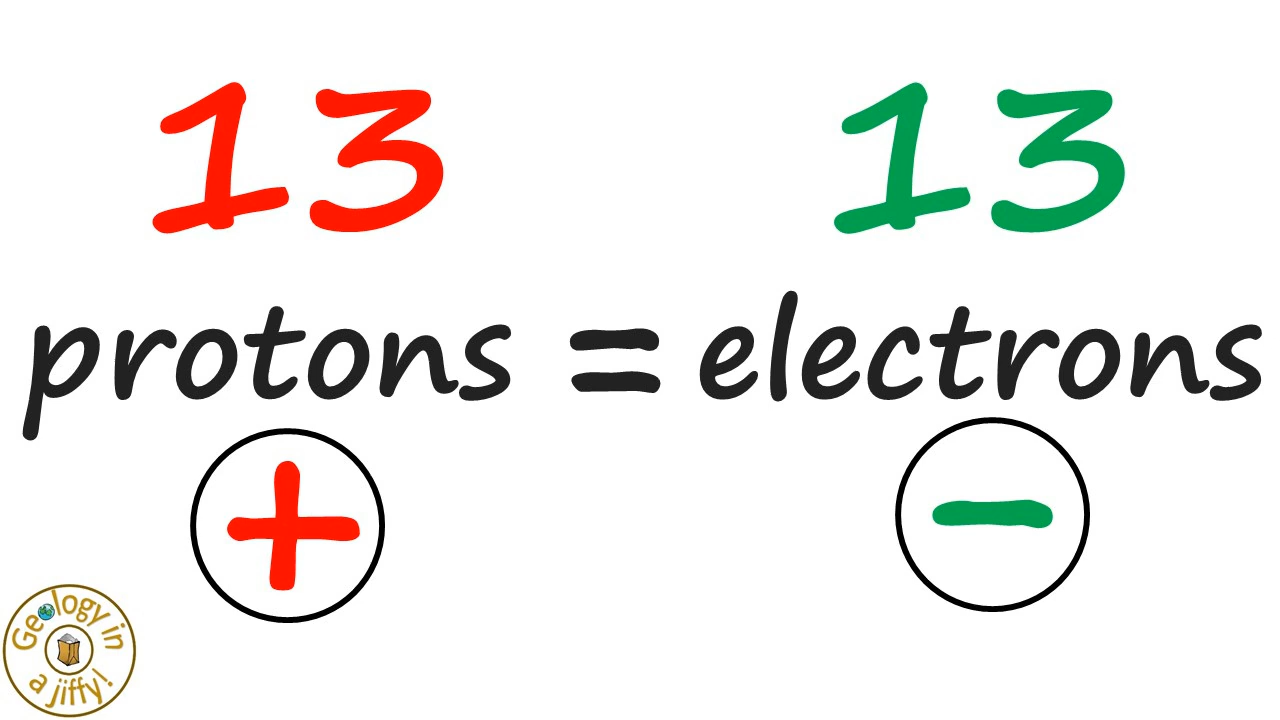 13 13
protons = electrons
+ −
Geology in
a jiffy!